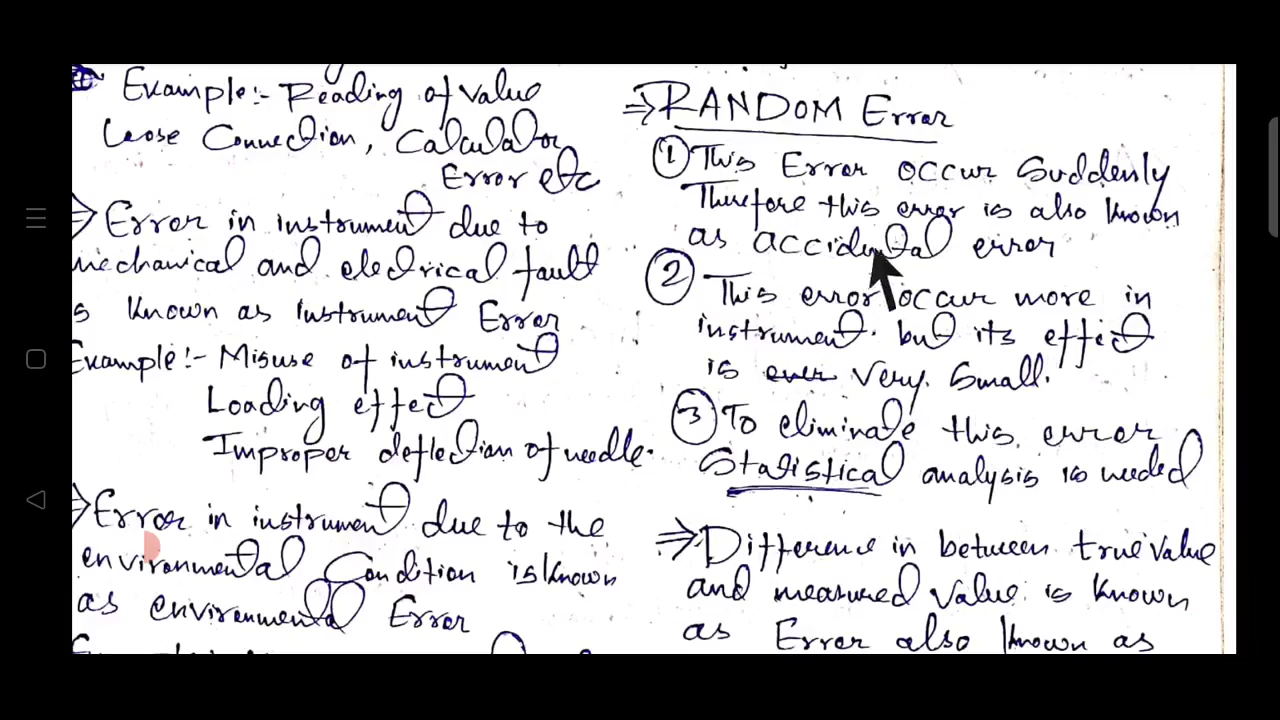 Example:- Reading of value
Loose Connection, Calculator
Error etc
⇒ Error in instrument due to
mechanical and electrical fault
is known as instrument Error
Example:- Misuse of instrument
Loading effect
Improper deflection of needle.
⇒ Error in instrument due to the
environmental Condition is known
as environmental Error
⇒ RANDOM Error
① This Error occur Suddenly
Therefore this error is also known
as accidental error
② This error occur more in
instrument. but its effect
is very small.
③ To eliminate this error
Statistical analysis is needed
⇒ Difference in between true value
and measured value is known
as Error also known as